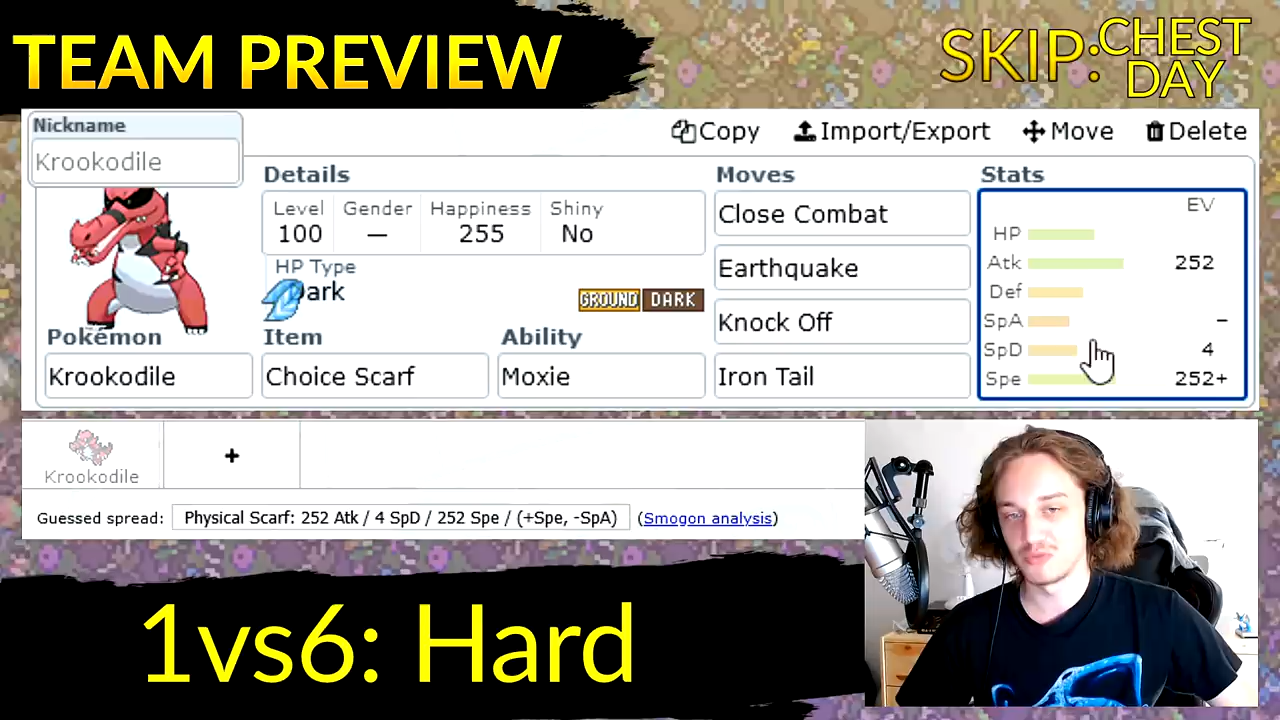 TEAM PREVIEW
SKIP: CHEST DAY
Nickname
Krookodile
Copy
Import/Export
Move
Delete
Details
Moves
Stats
Level
Gender
Happiness
Shiny
100
—
255
No
HP Type
Dark
GROUND
DARK
Pokémon
Item
Ability
Krookodile
Choice Scarf
Moxie
Close Combat
Earthquake
Knock Off
Iron Tail
EV
HP
Atk 252
Def
SpA –
SpD 4
Spe 252+
Krookodile
+
Guessed spread: Physical Scarf: 252 Atk / 4 SpD / 252 Spe / (+Spe, -SpA) (Smogon analysis)
1vs6: Hard